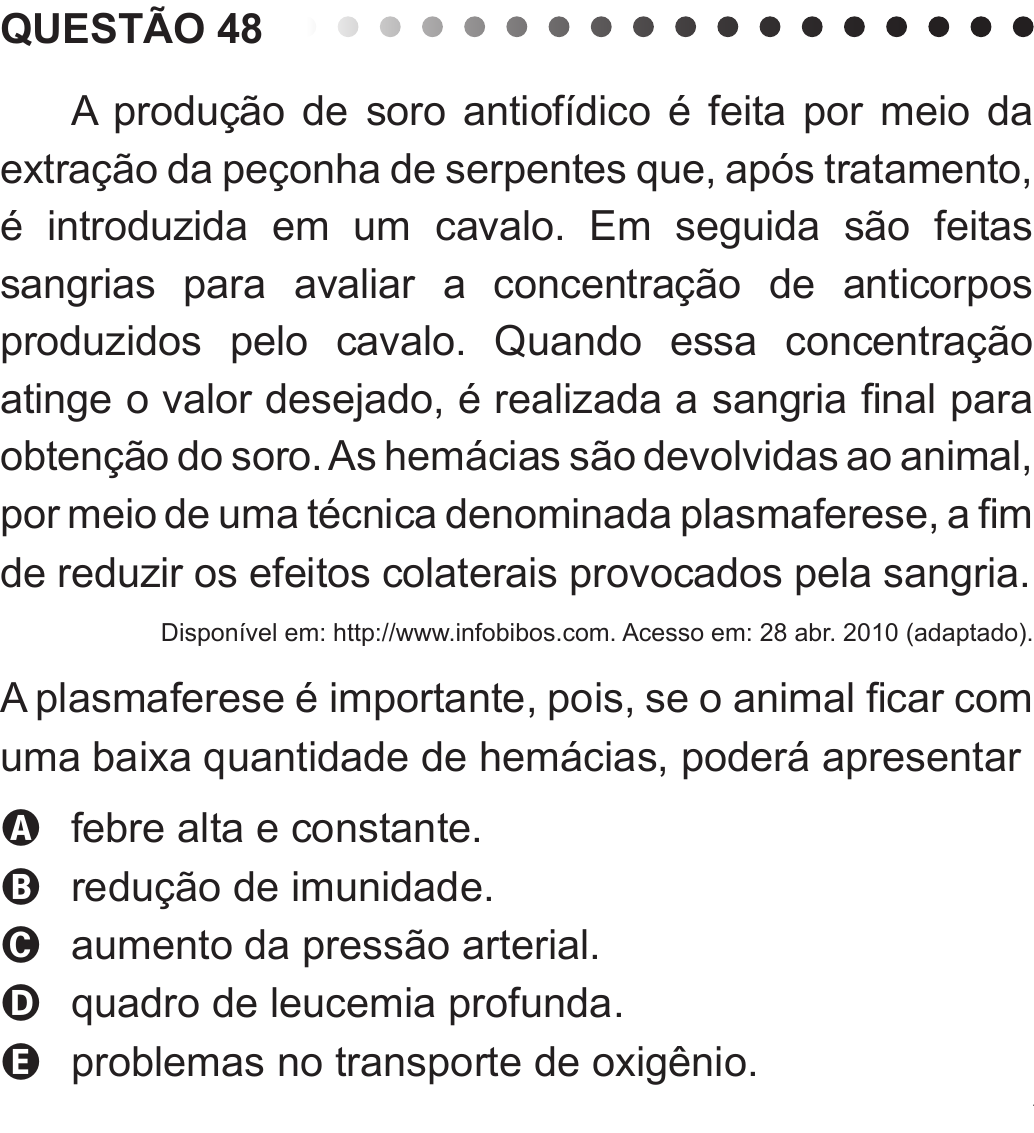 QUESTÃO 48
A produção de soro antiofídico é feita por meio da
extração da peçonha de serpentes que, após tratamento,
é introduzida em um cavalo. Em seguida são feitas
sangrias para avaliar a concentração de anticorpos
produzidos pelo cavalo. Quando essa concentração
atinge o valor desejado, é realizada a sangria final para
obtenção do soro. As hemácias são devolvidas ao animal,
por meio de uma técnica denominada plasmaferese, a fim
de reduzir os efeitos colaterais provocados pela sangria.
Disponível em: http://www.infobibos.com. Acesso em: 28 abr. 2010 (adaptado).
A plasmaferese é importante, pois, se o animal ficar com
uma baixa quantidade de hemácias, poderá apresentar
A febre alta e constante.
B redução de imunidade.
C aumento da pressão arterial.
D quadro de leucemia profunda.
E problemas no transporte de oxigênio.